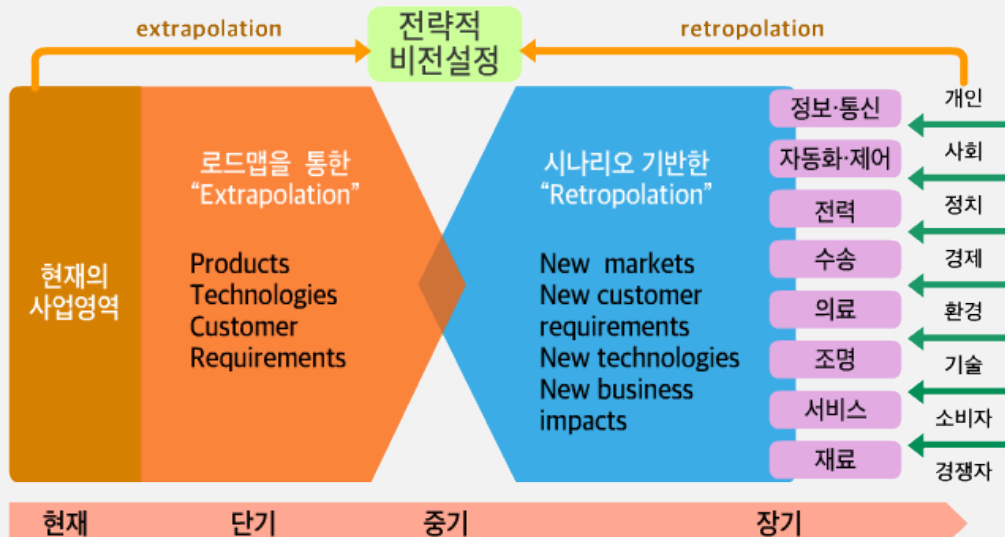 extrapolation
전략적
비전설정
retropolation
현재의
사업영역
로드맵을 통한
“Extrapolation”
Products
Technologies
Customer
Requirements
시나리오 기반한
“Retropolation”
New markets
New customer
requirements
New technologies
New business
impacts
정보·통신
자동화·제어
전력
수송
의료
조명
서비스
재료
개인
사회
정치
경제
환경
기술
소비자
경쟁자
현재 단기 중기 장기